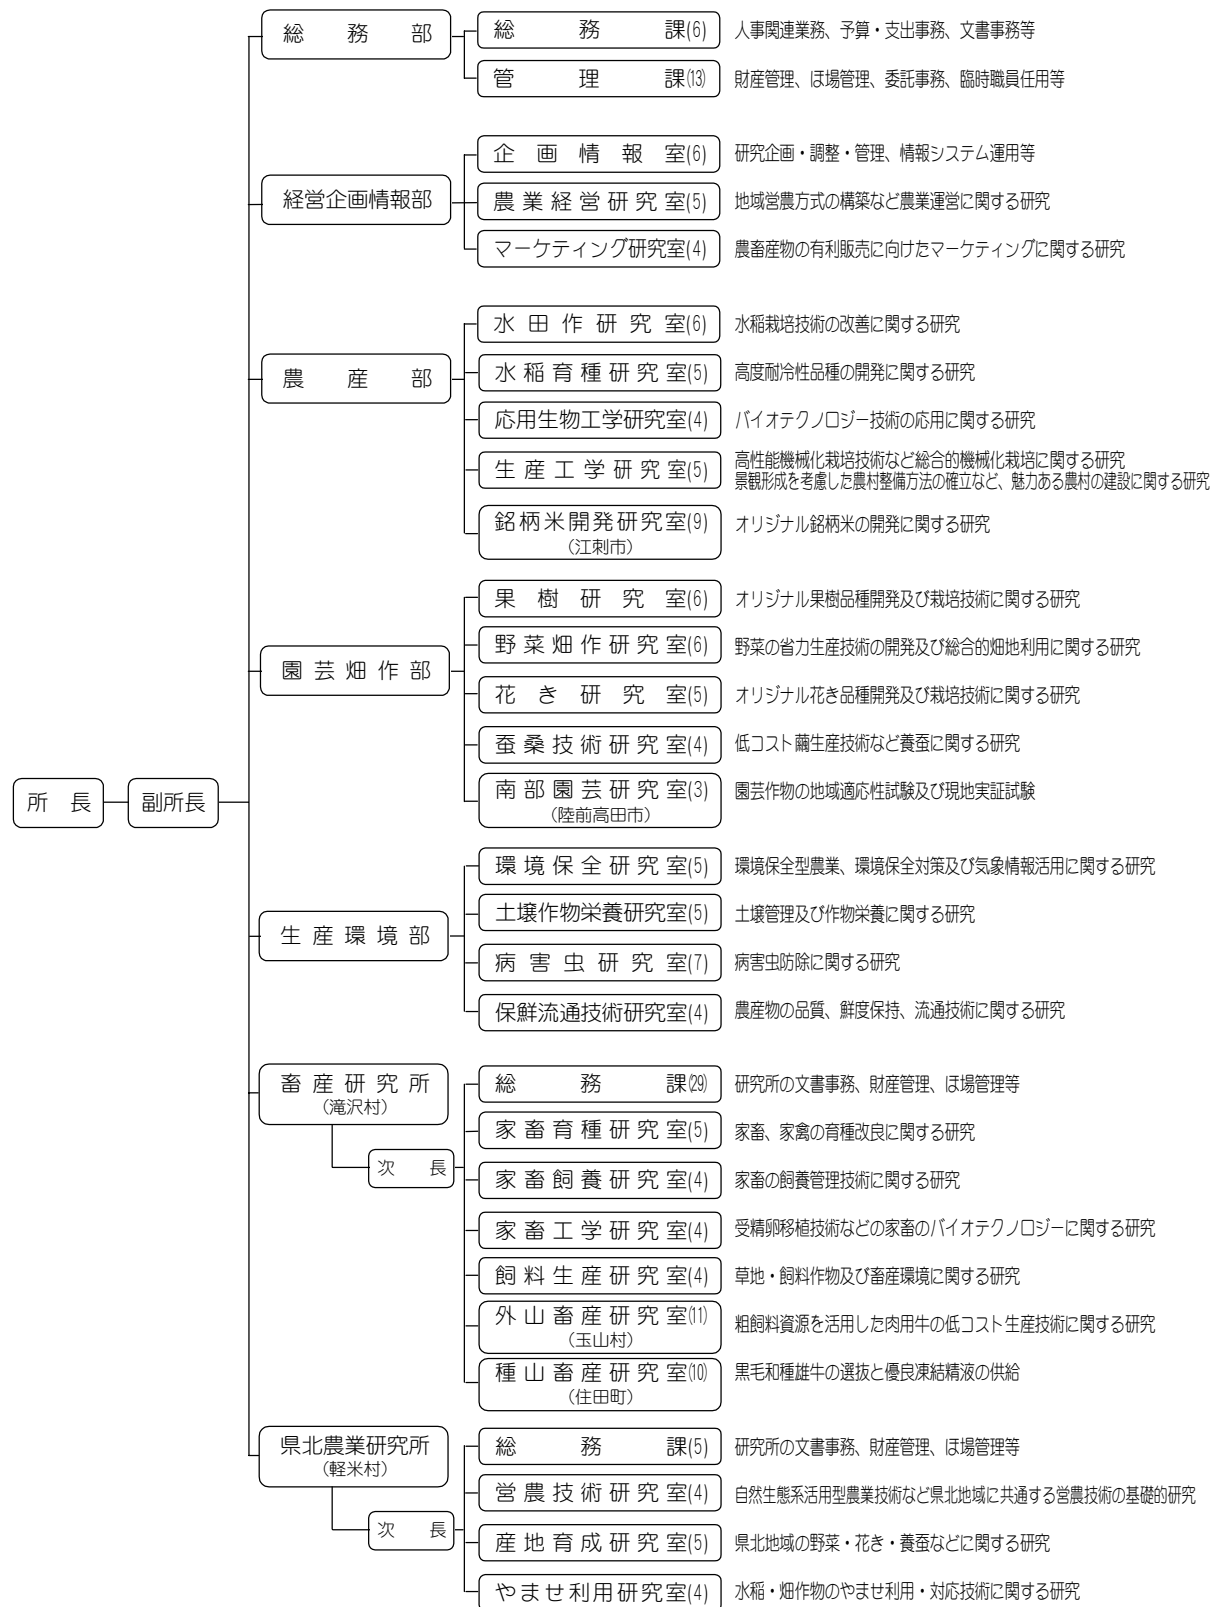 総務部
総務課(6) 人事関連業務、予算・支出事務、文書事務等
管理課(13) 財産管理、ほ場管理、委託事務、臨時職員任用等
企画情報室(6) 研究企画・調整・管理、情報システム運用等
経営企画情報部
農業経営研究室(5) 地域営農方式の構築など農業運営に関する研究
マーケティング研究室(4) 農畜産物の有利販売に向けたマーケティングに関する研究
水田作研究室(6) 水稲栽培技術の改善に関する研究
農産部
水稲育種研究室(5) 高度耐冷性品種の開発に関する研究
応用生物工学研究室(4) バイオテクノロジー技術の応用に関する研究
生産工学研究室(5) 高性能機械化栽培技術など総合的機械化栽培に関する研究
景観形成を考慮した農村整備方法の確立など、魅力ある農村の建設に関する研究
銘柄米開発研究室(9) オリジナル銘柄米の開発に関する研究
(江刺市)
果樹研究室(6) オリジナル果樹品種開発及び栽培技術に関する研究
野菜畑作研究室(6) 野菜の省力生産技術の開発及び総合的畑地利用に関する研究
園芸畑作部
花き研究室(5) オリジナル花き品種開発及び栽培技術に関する研究
蚕桑技術研究室(4) 低コスト繭生産技術など養蚕に関する研究
所長
副所長
南部園芸研究室(3) 園芸作物の地域適応性試験及び現地実証試験
(陸前高田市)
環境保全研究室(5) 環境保全型農業、環境保全対策及び気象情報活用に関する研究
土壌作物栄養研究室(5) 土壌管理及び作物栄養に関する研究
生産環境部
病害虫研究室(7) 病害虫防除に関する研究
保鮮流通技術研究室(4) 農産物の品質、鮮度保持、流通技術に関する研究
畜産研究所
(滝沢村)
総務課(29) 研究所の文書事務、財産管理、ほ場管理等
家畜育種研究室(5) 家畜、家禽の育種改良に関する研究
次長
家畜飼養研究室(4) 家畜の飼養管理技術に関する研究
家畜工学研究室(4) 受精卵移植技術などの家畜のバイオテクノロジーに関する研究
飼料生産研究室(4) 草地・飼料作物及び畜産環境に関する研究
外山畜産研究室(11) 粗飼料資源を活用した肉用牛の低コスト生産技術に関する研究
(玉山村)
種山畜産研究室(10) 黒毛和種雄牛の選抜と優良凍結精液の供給
(住田町)
県北農業研究所
(軽米村)
総務課(5) 研究所の文書事務、財産管理、ほ場管理等
営農技術研究室(4) 自然生態系活用型農業技術など県北地域に共通する営農技術の基礎的研究
次長
産地育成研究室(5) 県北地域の野菜・花き・養蚕などに関する研究
やませ利用研究室(4) 水稲・畑作物のやませ利用・対応技術に関する研究